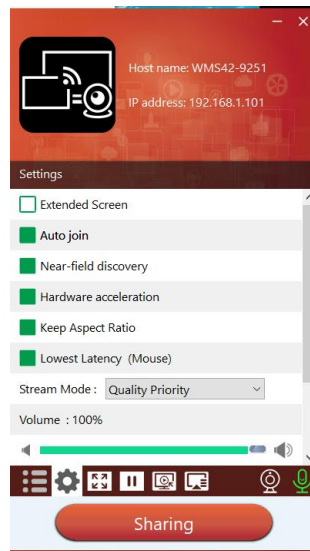 Host name: WMS42-9251
IP address: 192.168.1.101
Settings
Extended Screen
Auto join
Near-field discovery
Hardware acceleration
Keep Aspect Ratio
Lowest Latency (Mouse)
Stream Mode : Quality Priority
Volume : 100%
Sharing